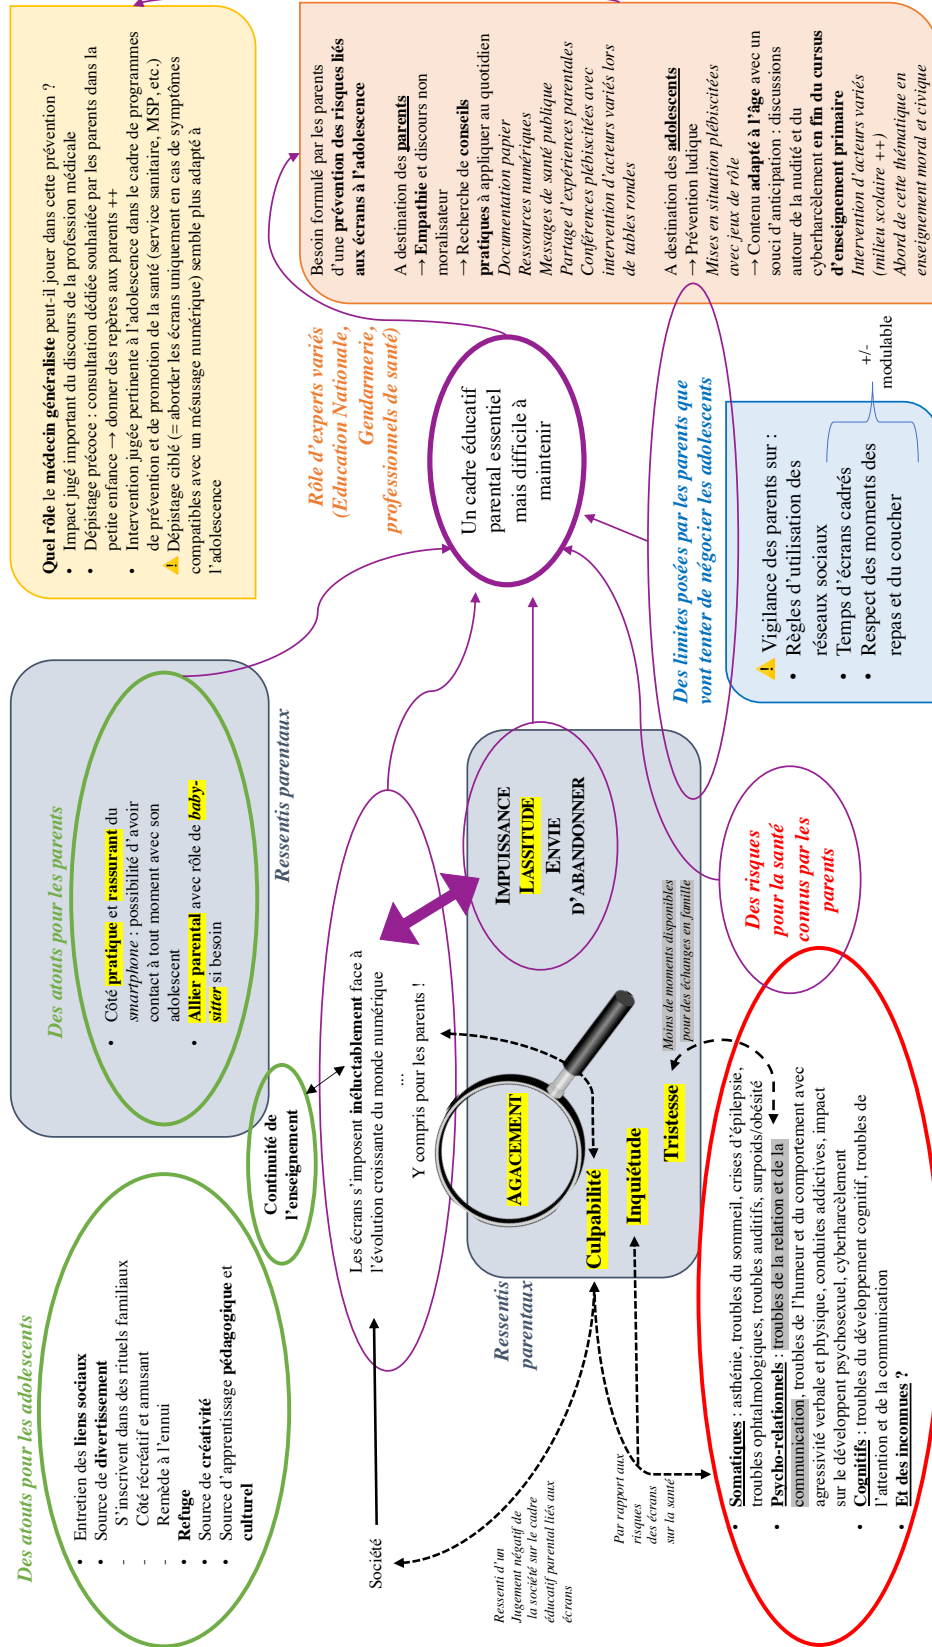 Des atouts pour les adolescents
• Entretien des liens sociaux
• Source de divertissement
- S’inscrivent dans des rituels familiaux
- Côté récréatif et amusant
- Remède à l’ennui
• Refuge
• Source de créativité
• Source d’apprentissage pédagogique et
culturel
Des atouts pour les parents
• Côté pratique et rassurant du
smartphone : possibilité d’avoir
contact à tout moment avec son
adolescent
• Allier parental avec rôle de baby-
sitter si besoin
Ressentis parentaux
Continuité de
l’enseignement
Quel rôle le médecin généraliste peut-il jouer dans cette prévention ?
• Impact jugé important du discours de la profession médicale
• Dépistage précoce : consultation dédiée souhaitée par les parents dans la
petite enfance → donner des repères aux parents ++
• Intervention jugée pertinente à l’adolescence dans le cadre de programmes
de prévention et de promotion de la santé (service sanitaire, MSP, etc.)
⚠ Dépistage ciblé (= aborder les écrans uniquement en cas de symptômes
compatibles avec un mésusage numérique) semble plus adapté à
l’adolescence
Société
Les écrans s’imposent inéluctablement face à
l’évolution croissante du monde numérique
...
Y compris pour les parents !
Rôle d’experts variés
(Education Nationale,
Gendarmerie,
professionnels de santé)
Un cadre éducatif
parental essentiel
mais difficile à
maintenir
Besoin formulé par les parents
d’une prévention des risques liés
aux écrans à l’adolescence
A destination des parents
→ Empathie et discours non
moralisateur
→ Recherche de conseils
pratiques à appliquer au quotidien
Documentation papier
Ressources numériques
Messages de santé publique
Partage d’expériences parentales
Conférences plébiscitées avec
intervention d’acteurs variés lors
de tables rondes
A destination des adolescents
→ Prévention ludique
Mises en situation plébiscitées
avec jeux de rôle
→ Contenu adapté à l’âge avec un
souci d’anticipation : discussions
autour de la nudité et du
cyberharcèlement en fin du cursus
d’enseignement primaire
Intervention d’acteurs variés
(milieu scolaire ++)
Abord de cette thématique en
enseignement moral et civique
Ressentis
parentaux
AGACEMENT
Culpabilité
Inquiétude
Tristesse
IMPUISSANCE
LASSITUDE
ENVIE
D’ABANDONNER
Moins de moments disponibles
pour des échanges en famille
Ressenti d’un
Jugement négatif de
la société sur le cadre
éducatif parental liés aux
écrans
Par rapport aux
risques
des écrans
sur la santé
Des limites posées par les parents que
vont tenter de négocier les adolescents
⚠ Vigilance des parents sur :
• Règles d’utilisation des
réseaux sociaux
• Temps d’écrans cadrés
• Respect des moments des
repas et du coucher
+/-
modulable
Des risques
pour la santé
connus par les
parents
• Somatiques : asthénie, troubles du sommeil, crises d’épilepsie,
troubles ophtalmologiques, troubles auditifs, surpoids/obésité
• Psycho-relationnels : troubles de la relation et de la
communication, troubles de l’humeur et du comportement avec
agressivité verbale et physique, conduites addictives, impact
sur le développent psychosexuel, cyberharcèlement
• Cognitifs : troubles du développement cognitif, troubles de
l’attention et de la communication
• Et des inconnues ?